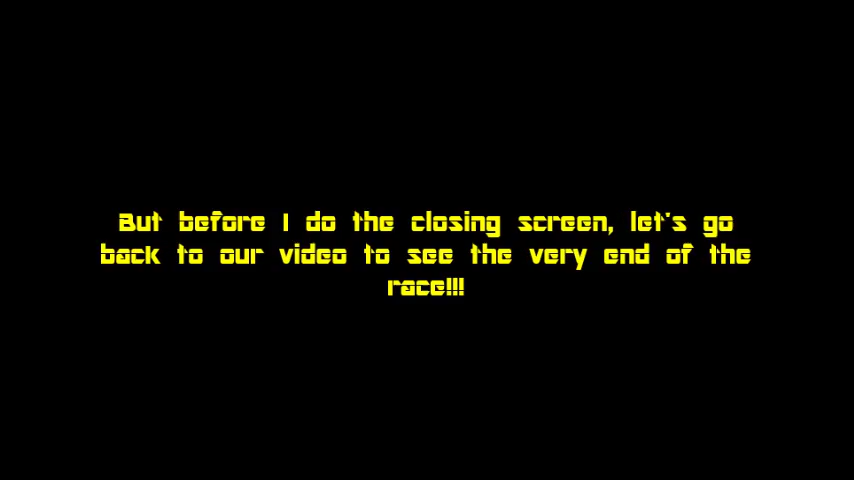 But before I do the closing screen, let's go
back to our video to see the very end of the
race!!!